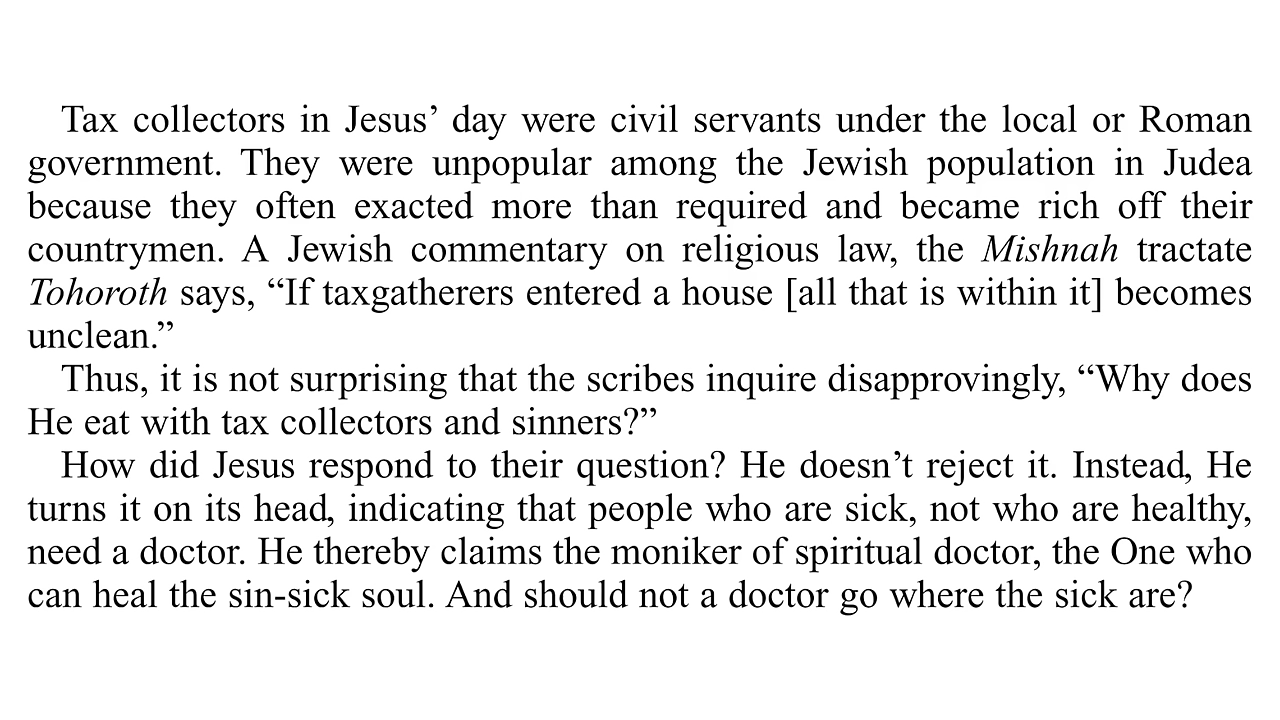 Tax collectors in Jesus’ day were civil servants under the local or Roman
government. They were unpopular among the Jewish population in Judea
because they often exacted more than required and became rich off their
countrymen. A Jewish commentary on religious law, the Mishnah tractate
Tohoroth says, “If taxgatherers entered a house [all that is within it] becomes
unclean.”
Thus, it is not surprising that the scribes inquire disapprovingly, “Why does
He eat with tax collectors and sinners?”
How did Jesus respond to their question? He doesn’t reject it. Instead, He
turns it on its head, indicating that people who are sick, not who are healthy,
need a doctor. He thereby claims the moniker of spiritual doctor, the One who
can heal the sin-sick soul. And should not a doctor go where the sick are?